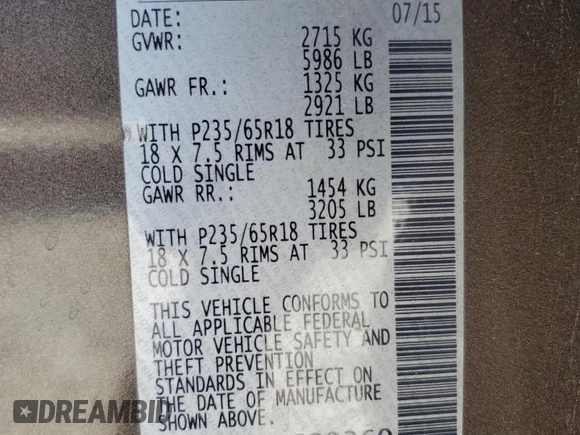 DATE: 07/15
GVWR: 2715 KG
5986 LB
GAWR FR.: 1325 KG
2921 LB
WITH P235/65R18 TIRES
18 X 7.5 RIMS AT 33 PSI
COLD SINGLE
GAWR RR.: 1454 KG
3205 LB
WITH P235/65R18 TIRES
18 X 7.5 RIMS AT 33 PSI
COLD SINGLE
THIS VEHICLE CONFORMS TO
ALL APPLICABLE FEDERAL
MOTOR VEHICLE SAFETY AND
THEFT PREVENTION
STANDARDS IN EFFECT ON
THE DATE OF MANUFACTURE
SHOWN ABOVE.
DREAMBID